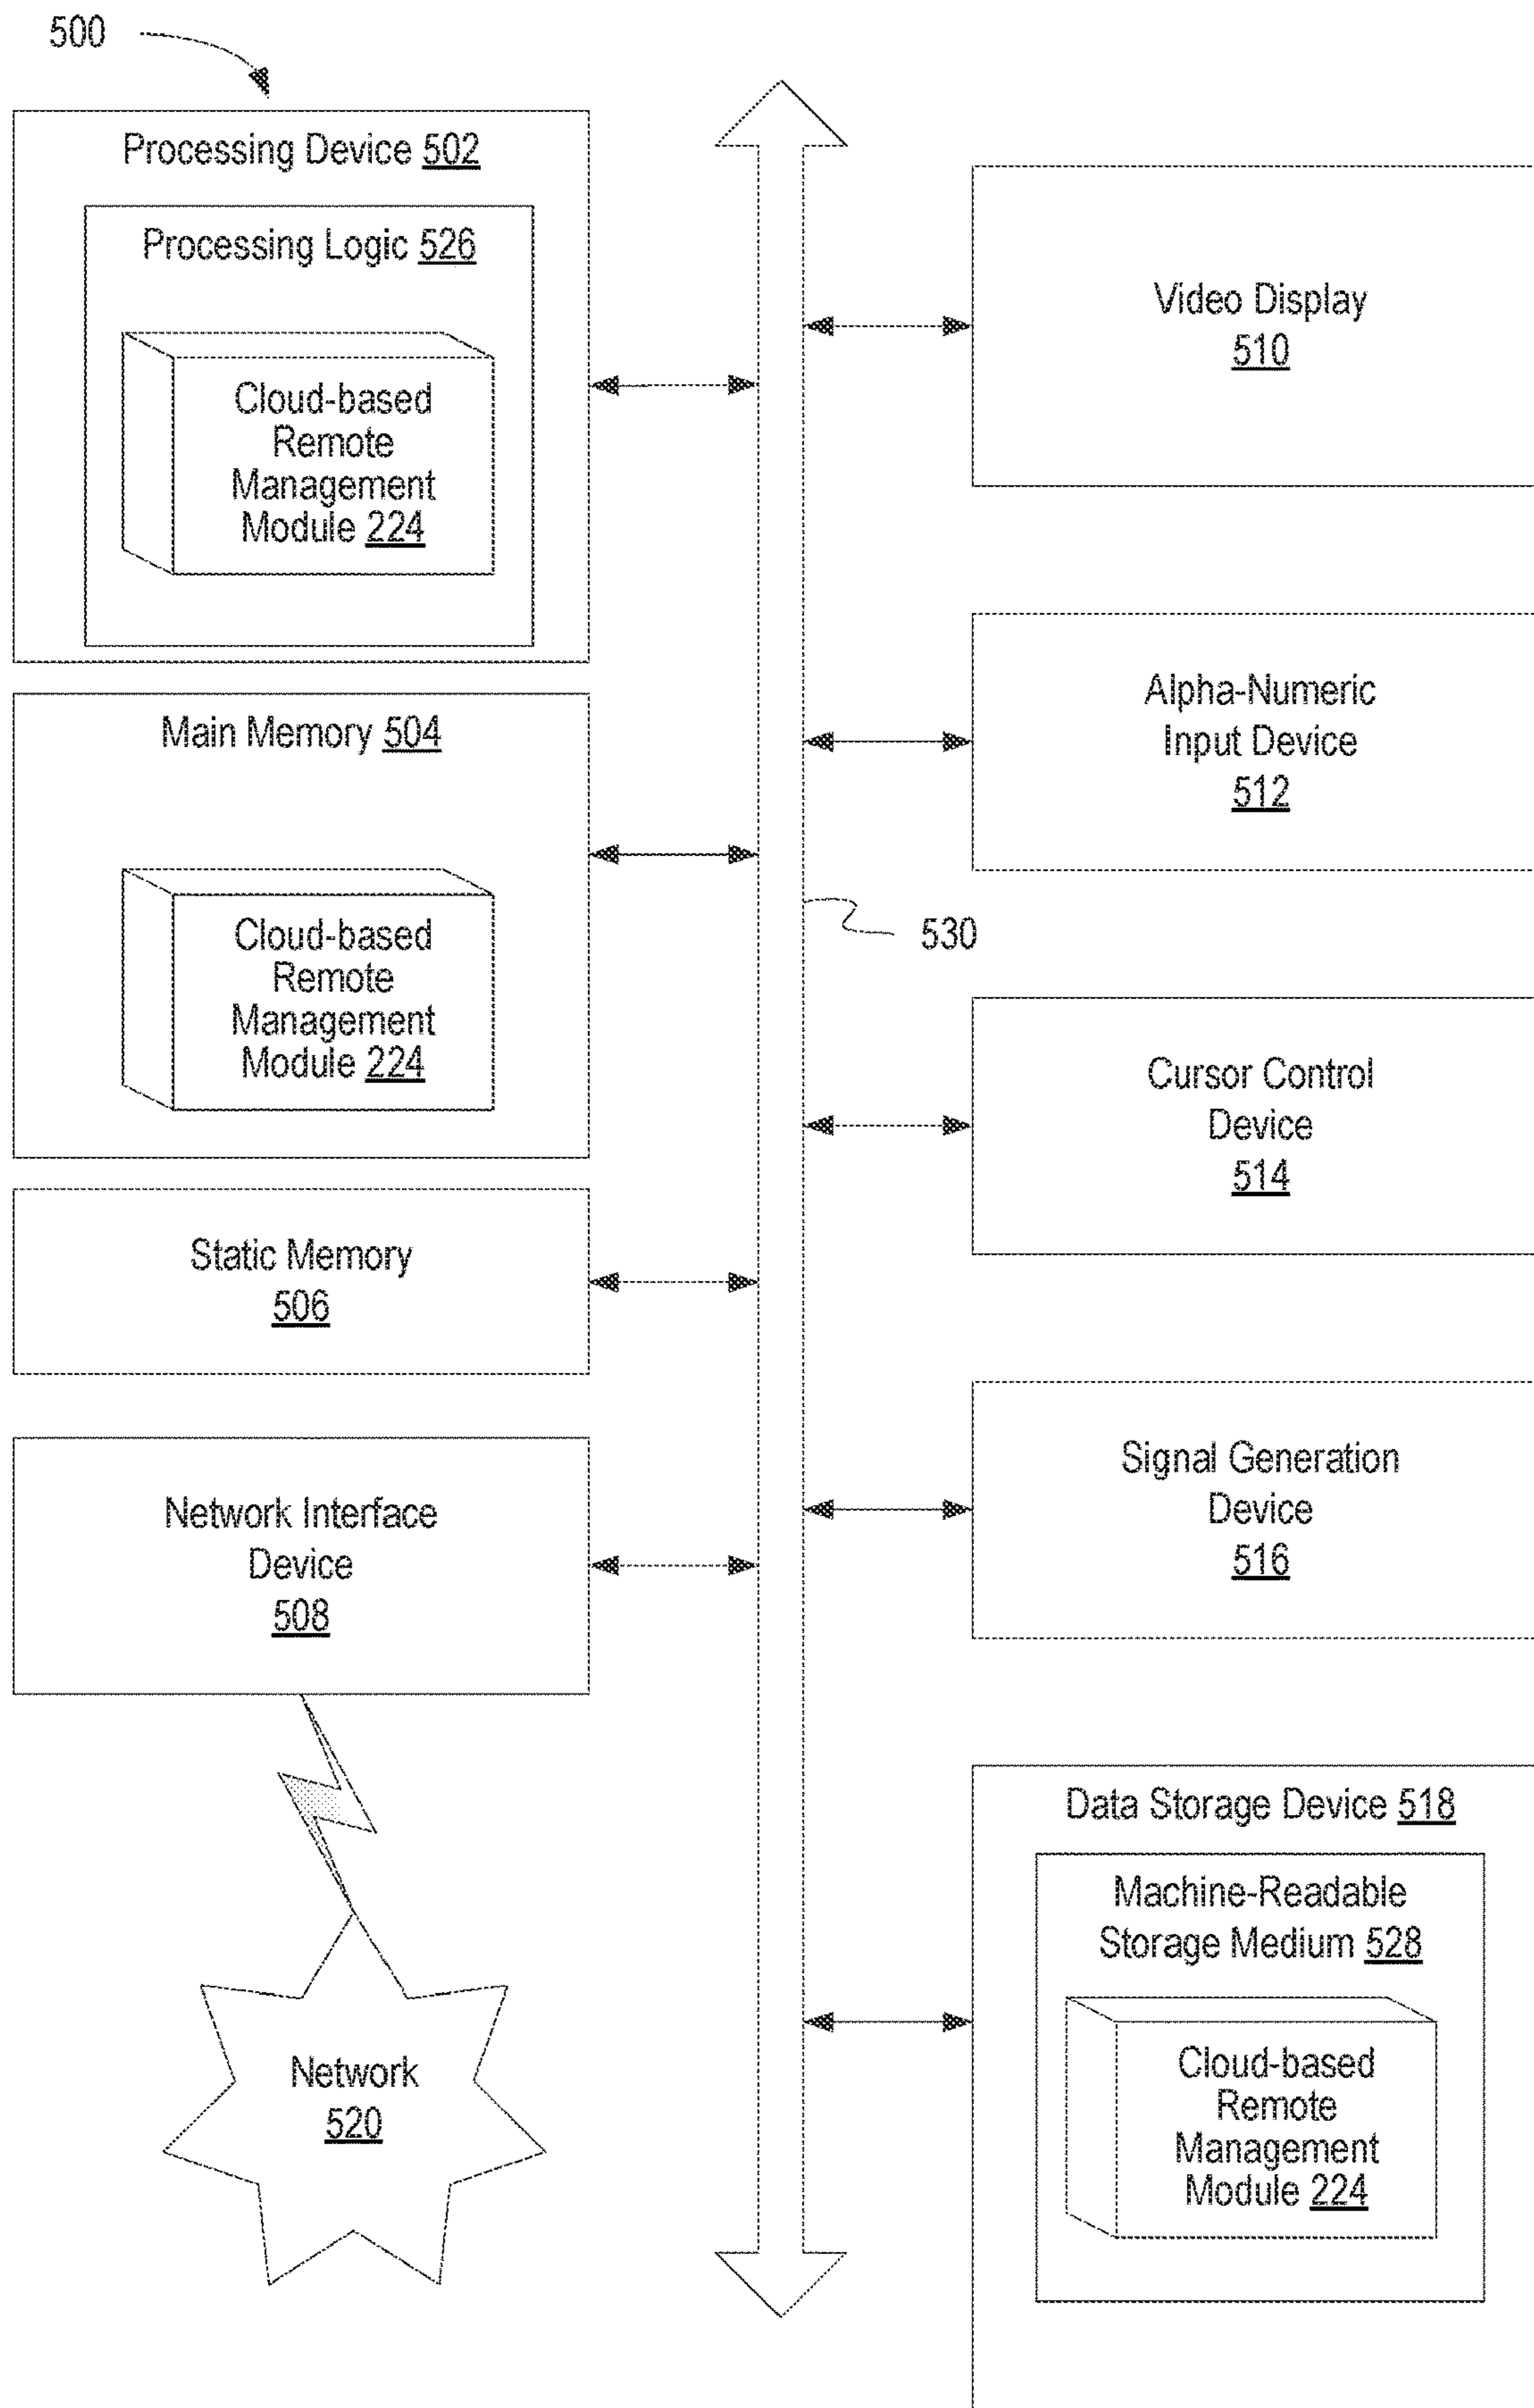 500
Processing Device 502
Processing Logic 526
Cloud-based
Remote
Management
Module 224
Main Memory 504
Cloud-based
Remote
Management
Module 224
Static Memory
506
Network Interface
Device
508
Network
520
Video Display
510
Alpha-Numeric
Input Device
512
530
Cursor Control
Device
514
Signal Generation
Device
516
Data Storage Device 518
Machine-Readable
Storage Medium 528
Cloud-based
Remote
Management
Module 224